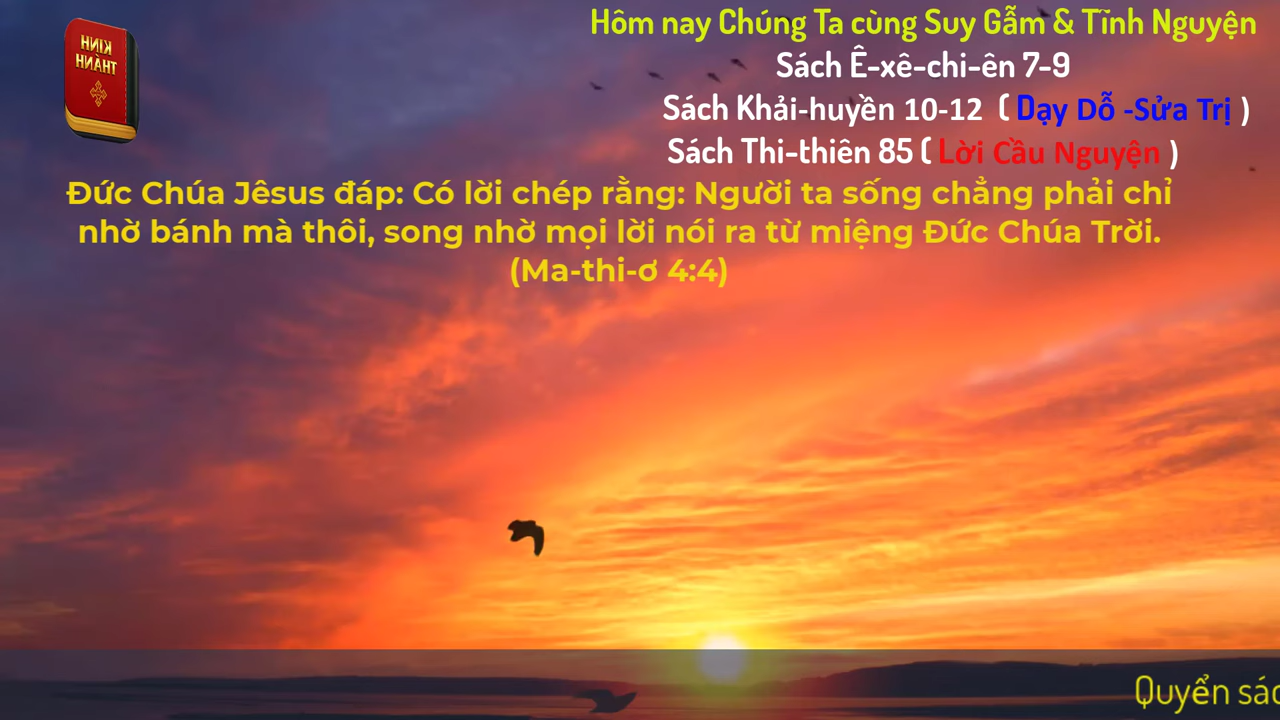 KINH
THÁNH
Hôm nay Chúng Ta cùng Suy Gẫm & Tĩnh Nguyện
Sách Ê-xê-chi-ên 7-9
Sách Khải-huyền 10-12 ( Dạy Dỗ -Sửa Trị )
Sách Thi-thiên 85 ( Lời Cầu Nguyện )
Đức Chúa Jêsus đáp: Có lời chép rằng: Người ta sống chẳng phải chỉ
nhờ bánh mà thôi, song nhờ mọi lời nói ra từ miệng Đức Chúa Trời.
(Ma-thi-ơ 4:4)
Quyển